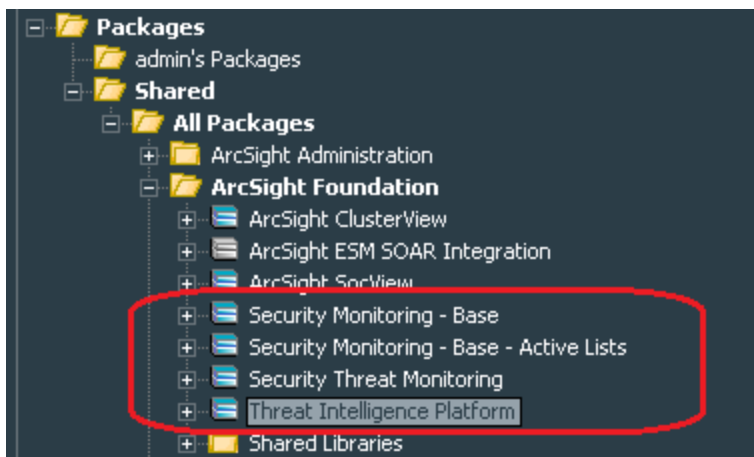 Packages
admin's Packages
Shared
All Packages
ArcSight Administration
ArcSight Foundation
ArcSight ClusterView
ArcSight ESM SOAR Integration
ArcSight SocView
Security Monitoring - Base
Security Monitoring - Base - Active Lists
Security Threat Monitoring
Threat Intelligence Platform
Shared Libraries